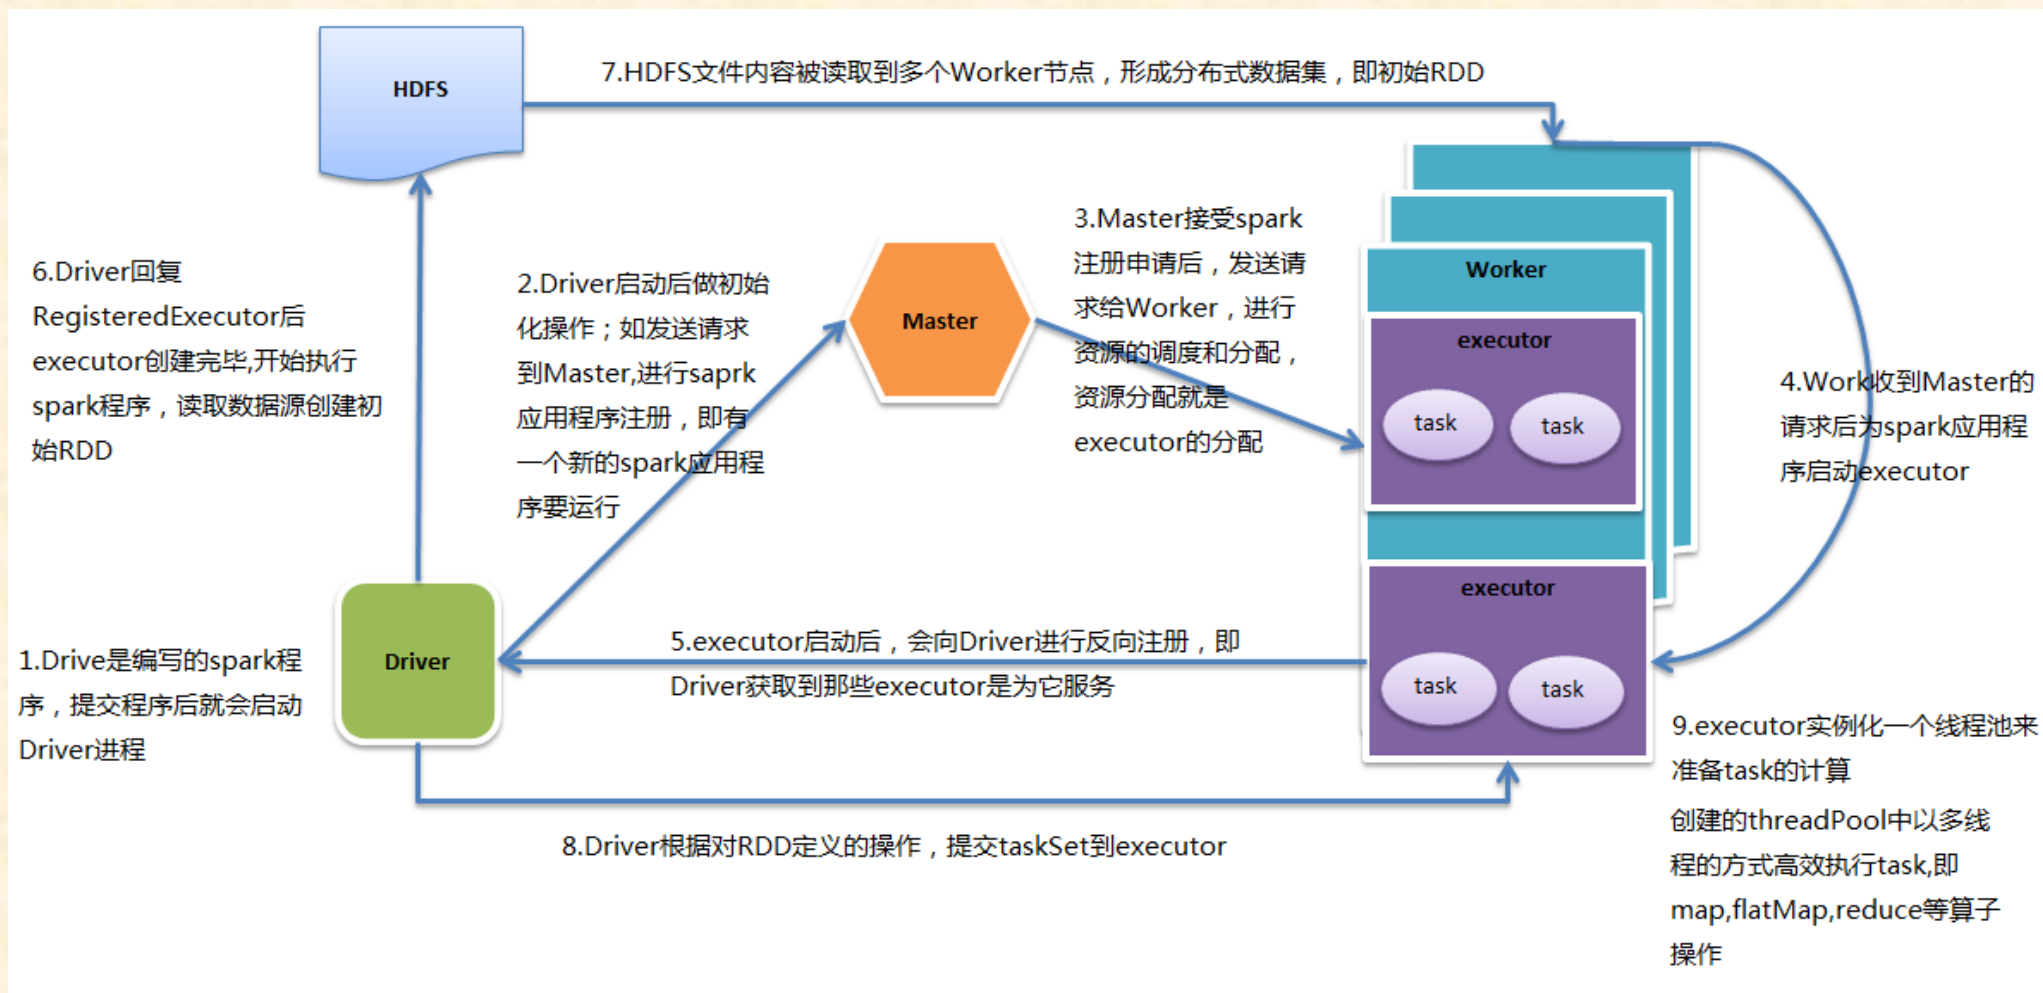 HDFS
7.HDFS文件内容被读取到多个Worker节点，形成分布式数据集，即初始RDD
6.Driver回复
RegisteredExecutor后
executor创建完毕,开始执行
spark程序，读取数据源创建初
始RDD
2.Driver启动后做初始
化操作；如发送请求
到Master,进行saprk
应用程序注册，即有
一个新的spark应用程
序要运行
Master
3.Master接受spark
注册申请后，发送请
求给Worker，进行
资源的调度和分配，
资源分配就是
executor的分配
Worker
executor
task
task
4.Work收到Master的
请求后为spark应用程
序启动executor
executor
task
task
5.executor启动后，会向Driver进行反向注册，即
Driver获取到那些executor是为它服务
1.Drive是编写的spark程
序，提交程序后就会启动
Driver进程
Driver
8.Driver根据对RDD定义的操作，提交taskSet到executor
9.executor实例化一个线程池来
准备task的计算
创建的threadPool中以多线
程的方式高效执行task,即
map,flatMap,reduce等算子
操作